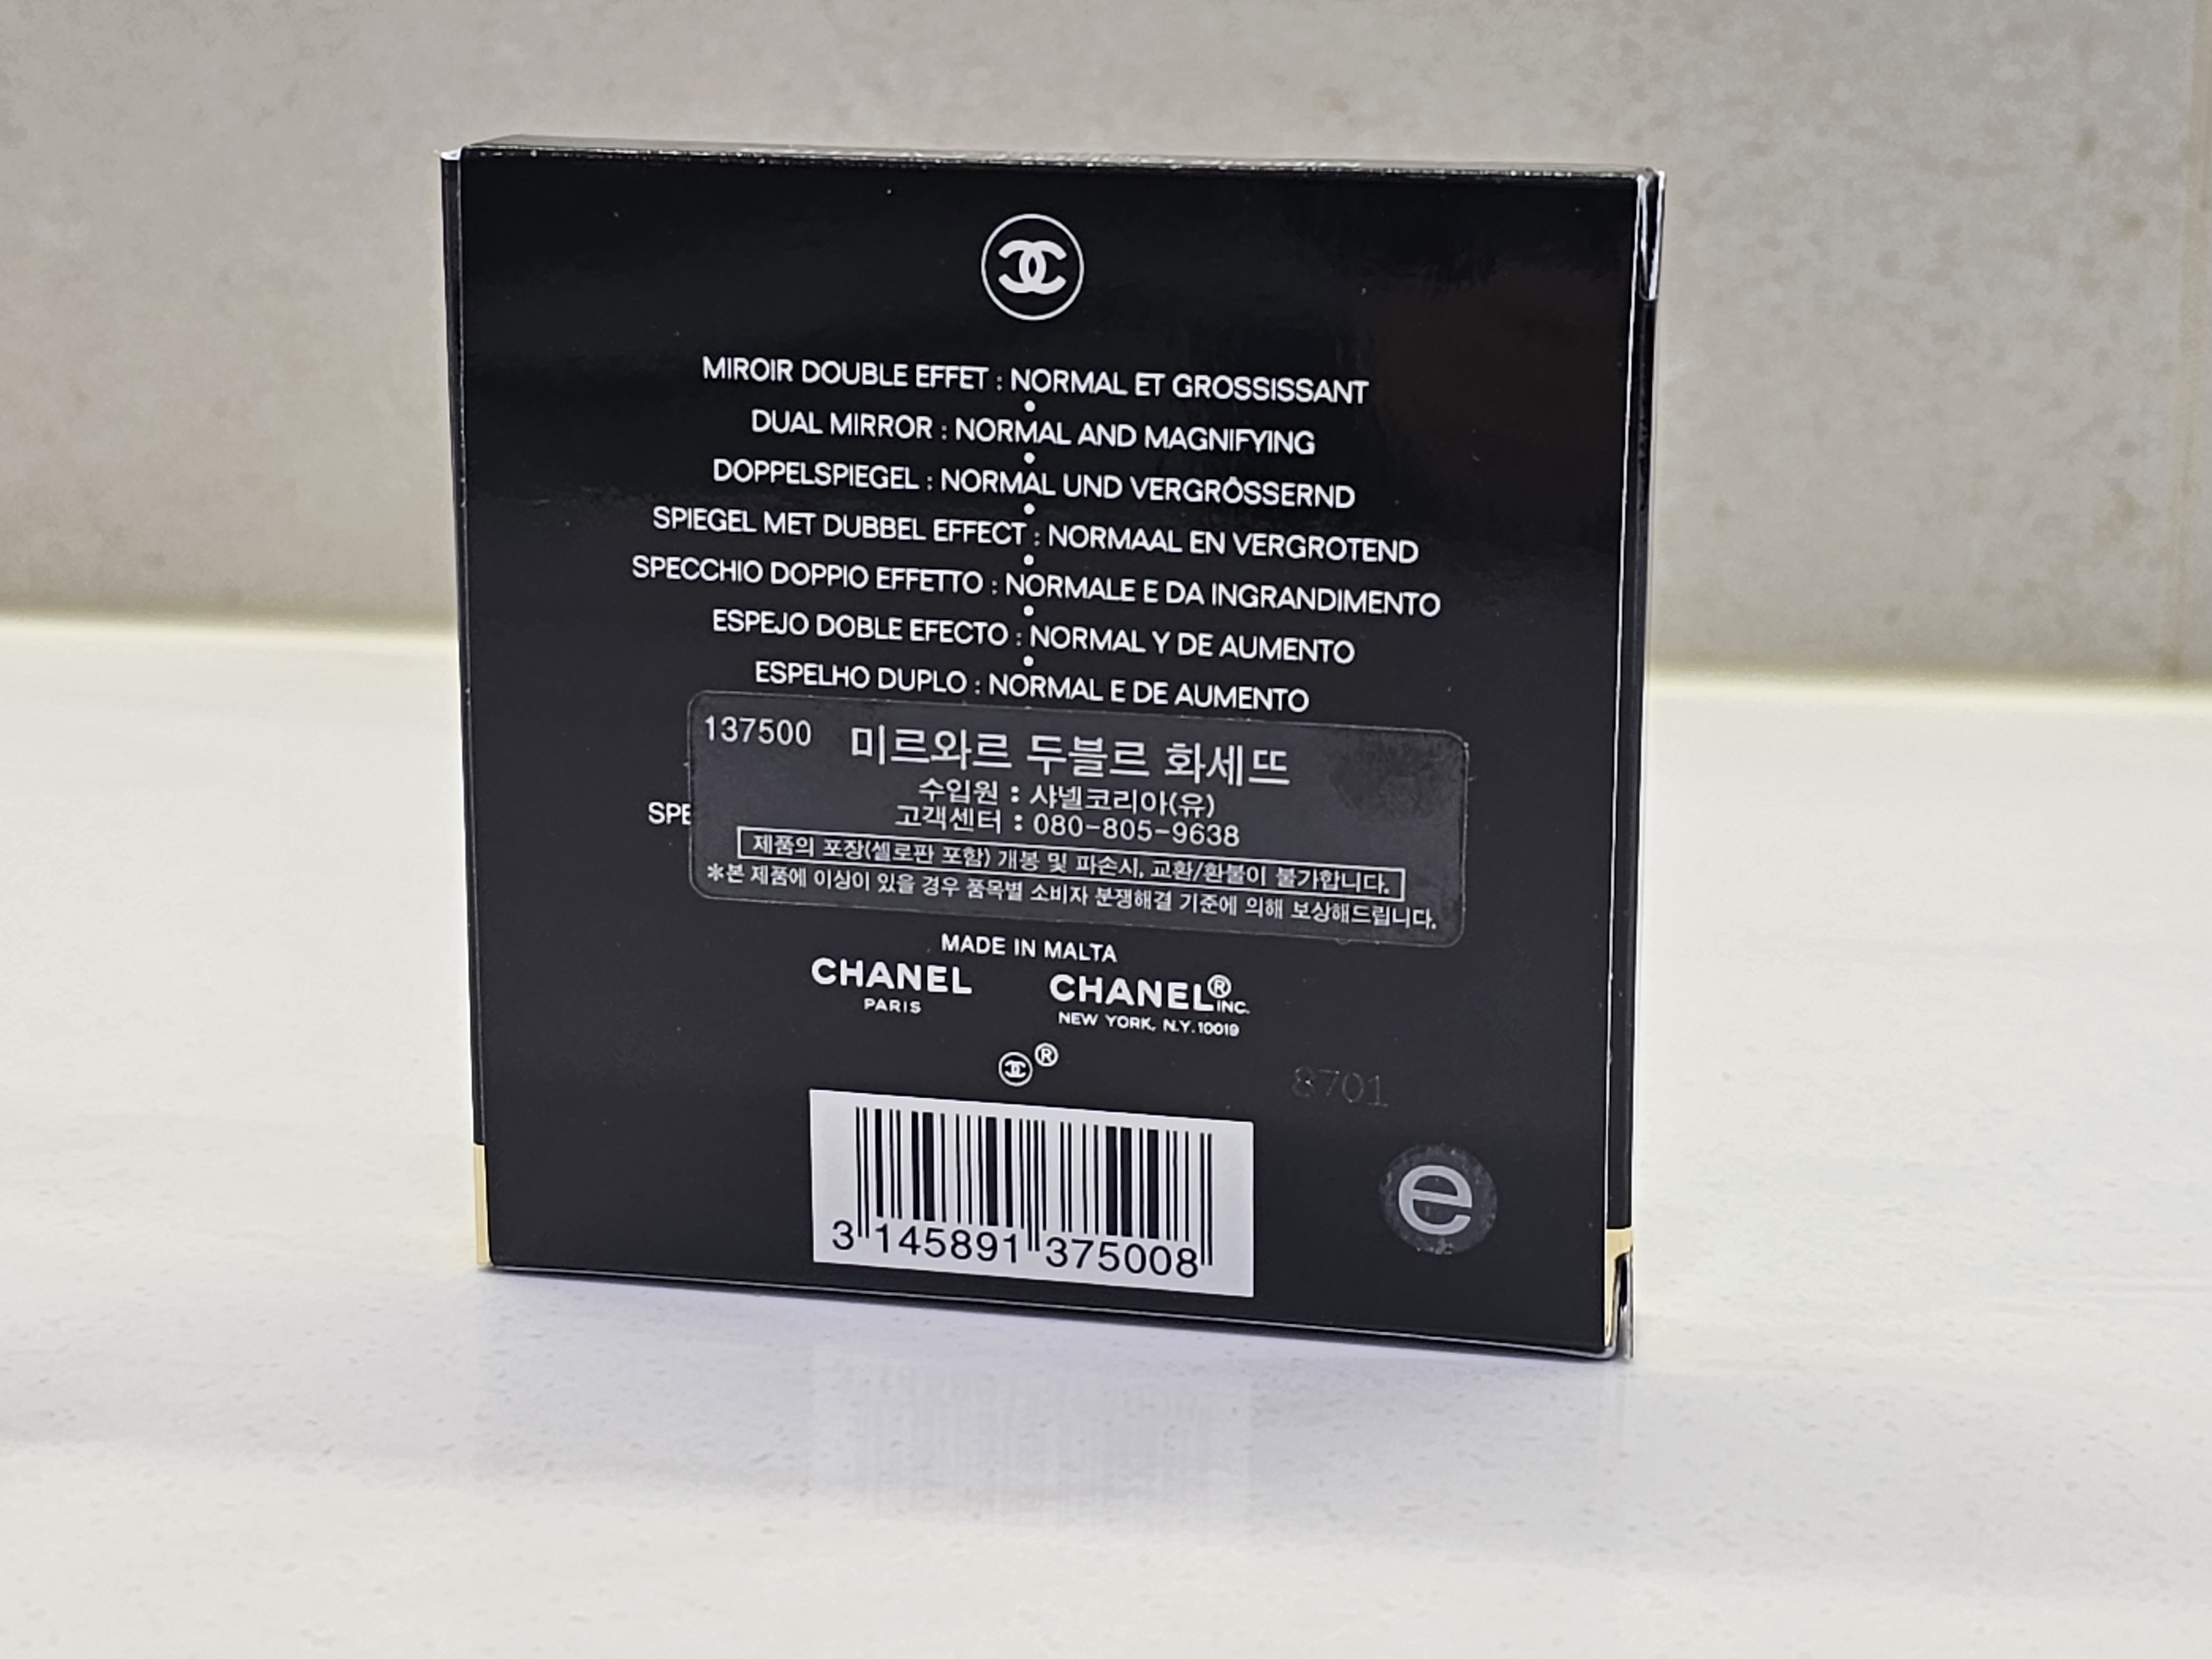 MIROIR DOUBLE EFFET : NORMAL ET GROSSISSANT
•
DUAL MIRROR : NORMAL AND MAGNIFYING
•
DOPPELSPIEGEL : NORMAL UND VERGRÖSSERND
•
SPIEGEL MET DUBBEL EFFECT : NORMAAL EN VERGROTEND
•
SPECCHIO DOPPIO EFFETTO : NORMALE E DA INGRANDIMENTO
•
ESPEJO DOBLE EFECTO : NORMAL Y DE AUMENTO
•
ESPELHO DUPLO : NORMAL E DE AUMENTO
137500 미르와르 두블르 화세뜨
수입원 : 샤넬코리아(유)
SPE
고객센터 : 080-805-9638
제품의 포장(셀로판 포함) 개봉 및 파손시, 교환/환불이 불가합니다.
*본 제품에 이상이 있을 경우 품목별 소비자 분쟁해결 기준에 의해 보상해드립니다.
MADE IN MALTA
CHANEL CHANEL® INC.
PARIS NEW YORK, N.Y. 10019
®
8701
e
3 145891 375008